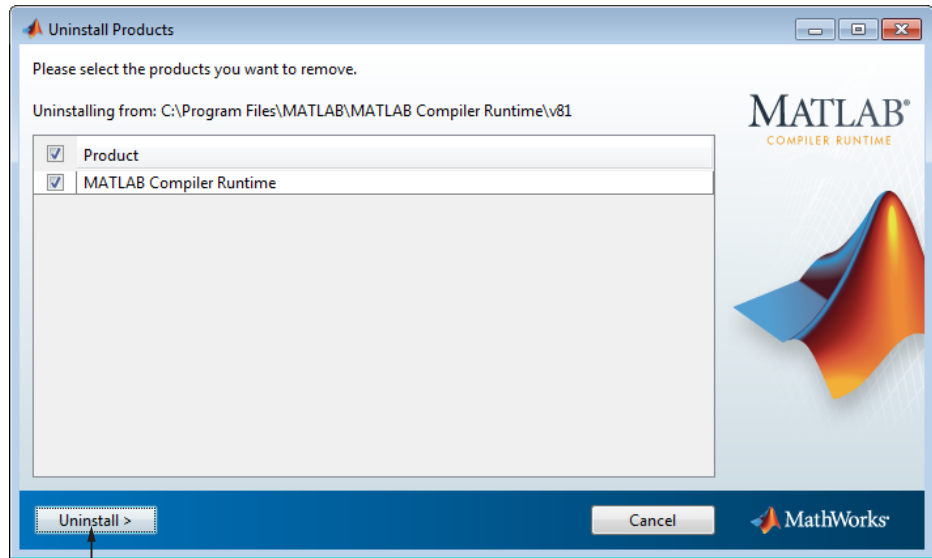 Uninstall Products
Please select the products you want to remove.
Uninstalling from: C:\Program Files\MATLAB\MATLAB Compiler Runtime\v81
MATLAB®
COMPILER RUNTIME
Product
MATLAB Compiler Runtime
Uninstall >
Cancel
MathWorks®